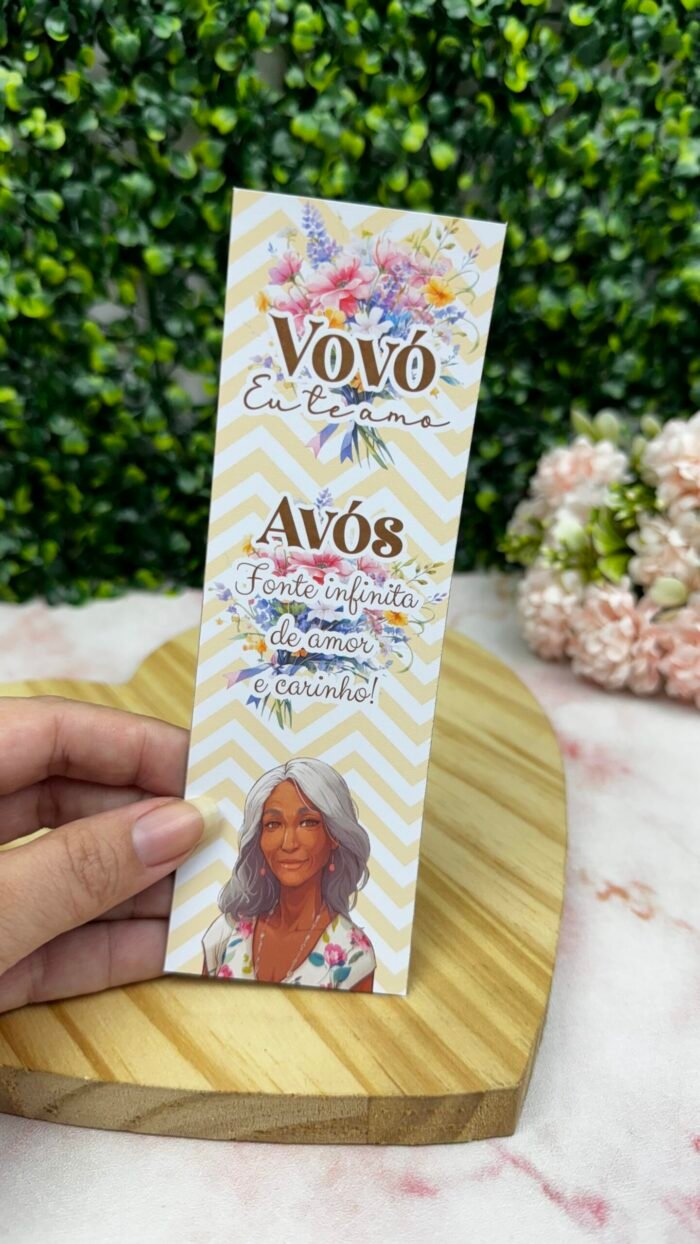 Vovó
Eu te amo
Avós
Fonte infinita
de amor
e carinho!